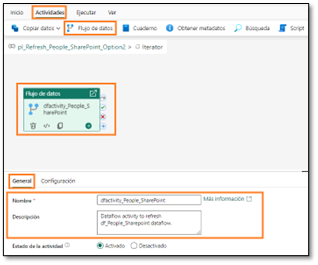 Inicio Actividades Ejecutar Ver
Copiar datos Flujo de datos Cuaderno Obtener metadatos Búsqueda Script
pl_Refresh_People_SharePoint_Option2 > Iterator
Flujo de datos
dfactivity_People_S
harePoint
General Configuración
Nombre * dfactivity_People_SharePoint Más información
Descripción Dataflow activity to refresh
df_People_Sharepoint dataflow.
Estado de la actividad Activado Desactivado